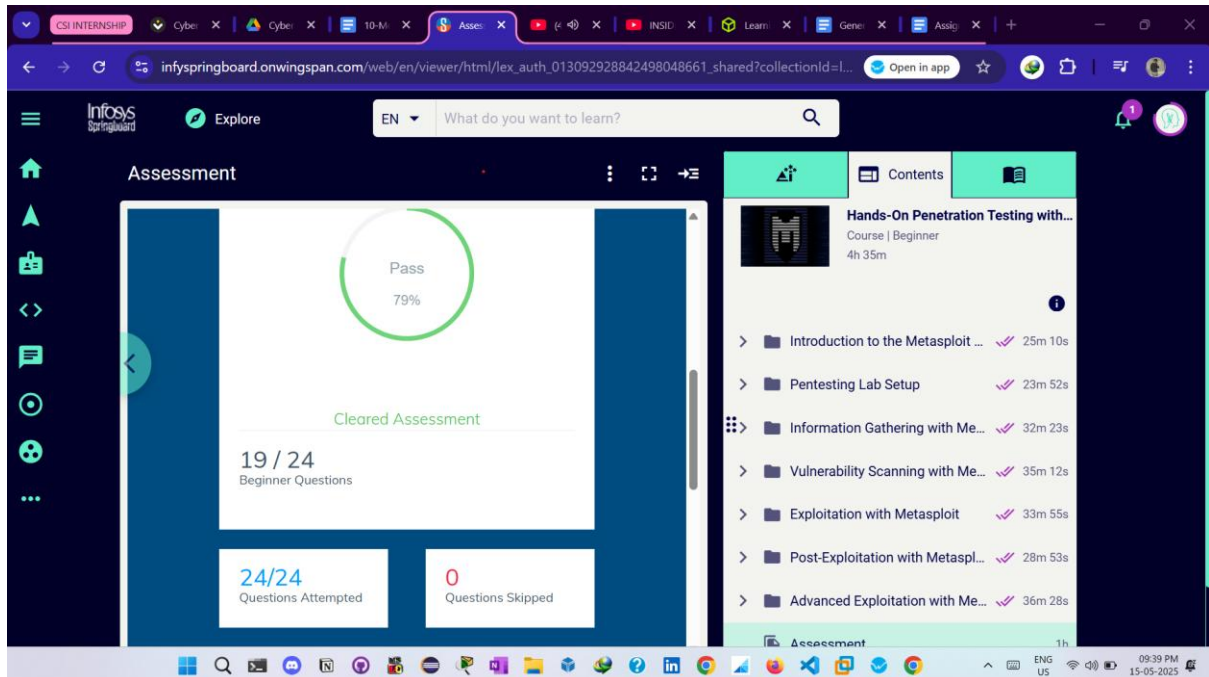 CSI INTERNSHIP
Cyber
Cyber
10-M
Asses
INSID
Learn
Gener
Assig
infyspringboard.onwingspan.com/web/en/viewer/html/lex_auth_013092928842498048661_shared?collectionId=l...
Open in app
Infosys
Springboard
Explore
EN
What do you want to learn?
1
Assessment
Contents
Hands-On Penetration Testing with...
Course | Beginner
4h 35m
Pass
79%
Cleared Assessment
19 / 24
Beginner Questions
24/24
Questions Attempted
0
Questions Skipped
Introduction to the Metasploit ... 25m 10s
Pentesting Lab Setup 23m 52s
Information Gathering with Me... 32m 23s
Vulnerability Scanning with Me... 35m 12s
Exploitation with Metasploit 33m 55s
Post-Exploitation with Metaspl... 28m 53s
Advanced Exploitation with Me... 36m 28s
Assessment 1h
ENG
US
09:39 PM
15-05-2025